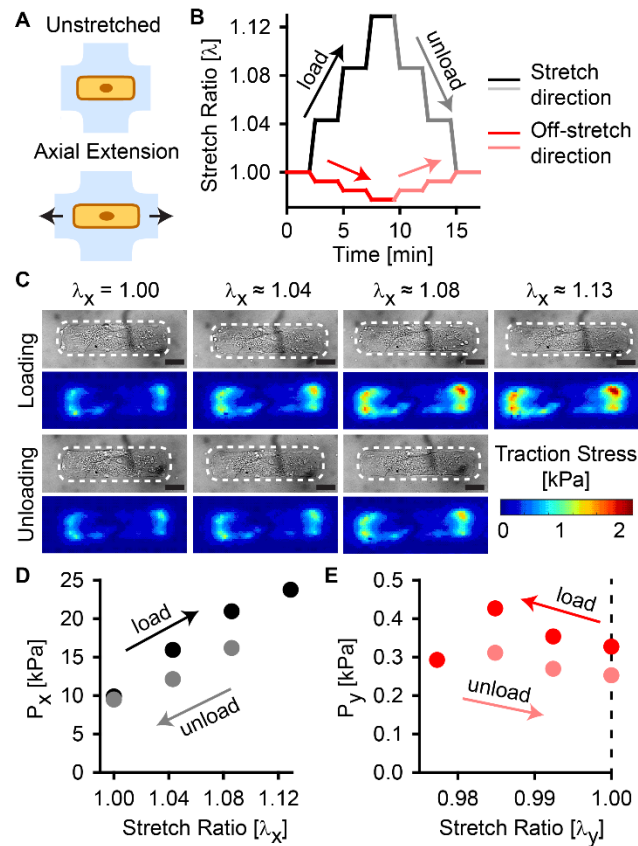 A
Unstretched
Axial Extension
B
Stretch Ratio [λ]
1.12
1.08
1.04
1.00
load
unload
0 5 10 15
Time [min]
Stretch direction
Off-stretch direction
C
λx = 1.00 λx ≈ 1.04 λx ≈ 1.08 λx ≈ 1.13
Loading
Unloading
Traction Stress
[kPa]
0 1 2
D
Px [kPa]
25
20
15
10
5
0
load
unload
1.00 1.04 1.08 1.12
Stretch Ratio [λx]
E
Py [kPa]
0.5
0.4
0.3
0.2
0.1
0.0
load
unload
0.98 0.99 1.00
Stretch Ratio [λy]